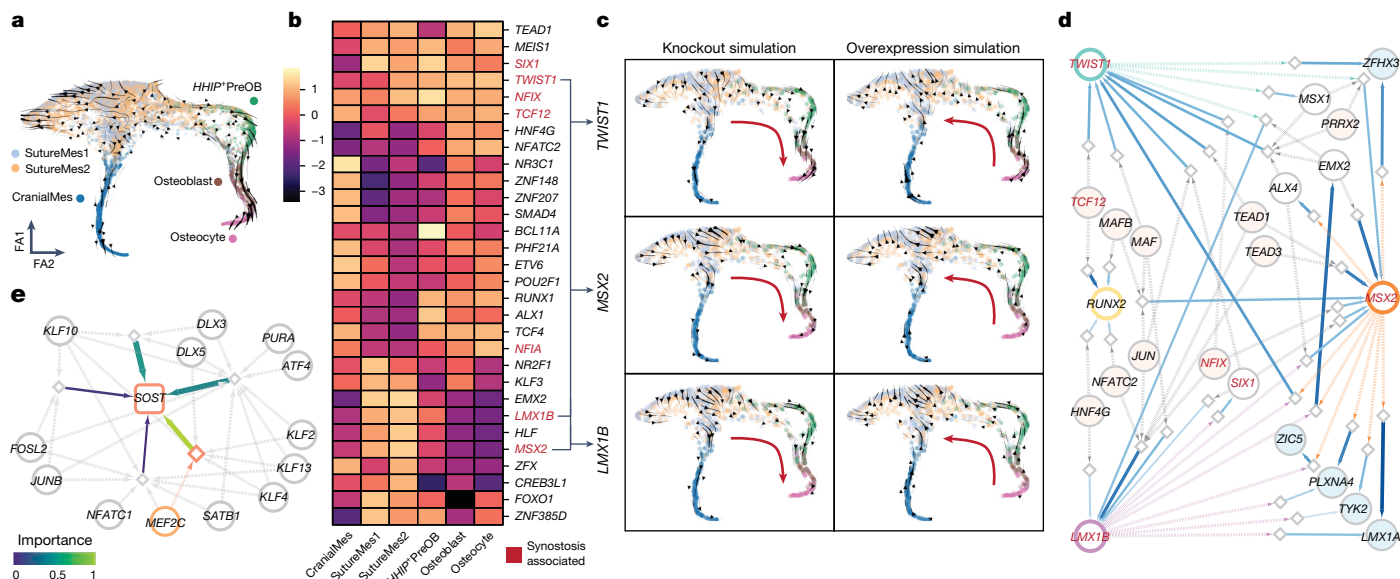 a
HHIP⁺PreOB
SutureMes1
SutureMes2
CranialMes
Osteoblast
Osteocyte
FA1
FA2
b
1
0
−1
−2
−3
TEAD1
MEIS1
SIX1
TWIST1
NFIX
TCF12
HNF4G
NFATC2
NR3C1
ZNF148
ZNF207
SMAD4
BCL11A
PHF21A
ETV6
POU2F1
RUNX1
ALX1
TCF4
NFIA
NR2F1
KLF3
EMX2
LMX1B
HLF
MSX2
ZFX
CREB3L1
FOXO1
ZNF385D
CranialMes
SutureMes1
SutureMes2
HHIP⁺PreOB
Osteoblast
Osteocyte
Synostosis
associated
c
Knockout simulation
Overexpression simulation
TWIST1
MSX2
LMX1B
d
TWIST1
ZFHX3
MSX1
PRRX2
EMX2
ALX4
TCF12
MAFB
MAF
TEAD1
TEAD3
RUNX2
MSX2
JUN
NFIX
SIX1
NFATC2
HNF4G
ZIC5
PLXNA4
TYK2
LMX1B
LMX1A
e
KLF10
DLX3
DLX5
PURA
ATF4
SOST
FOSL2
JUNB
NFATC1
MEF2C
SATB1
KLF4
KLF13
KLF2
Importance
0
0.5
1